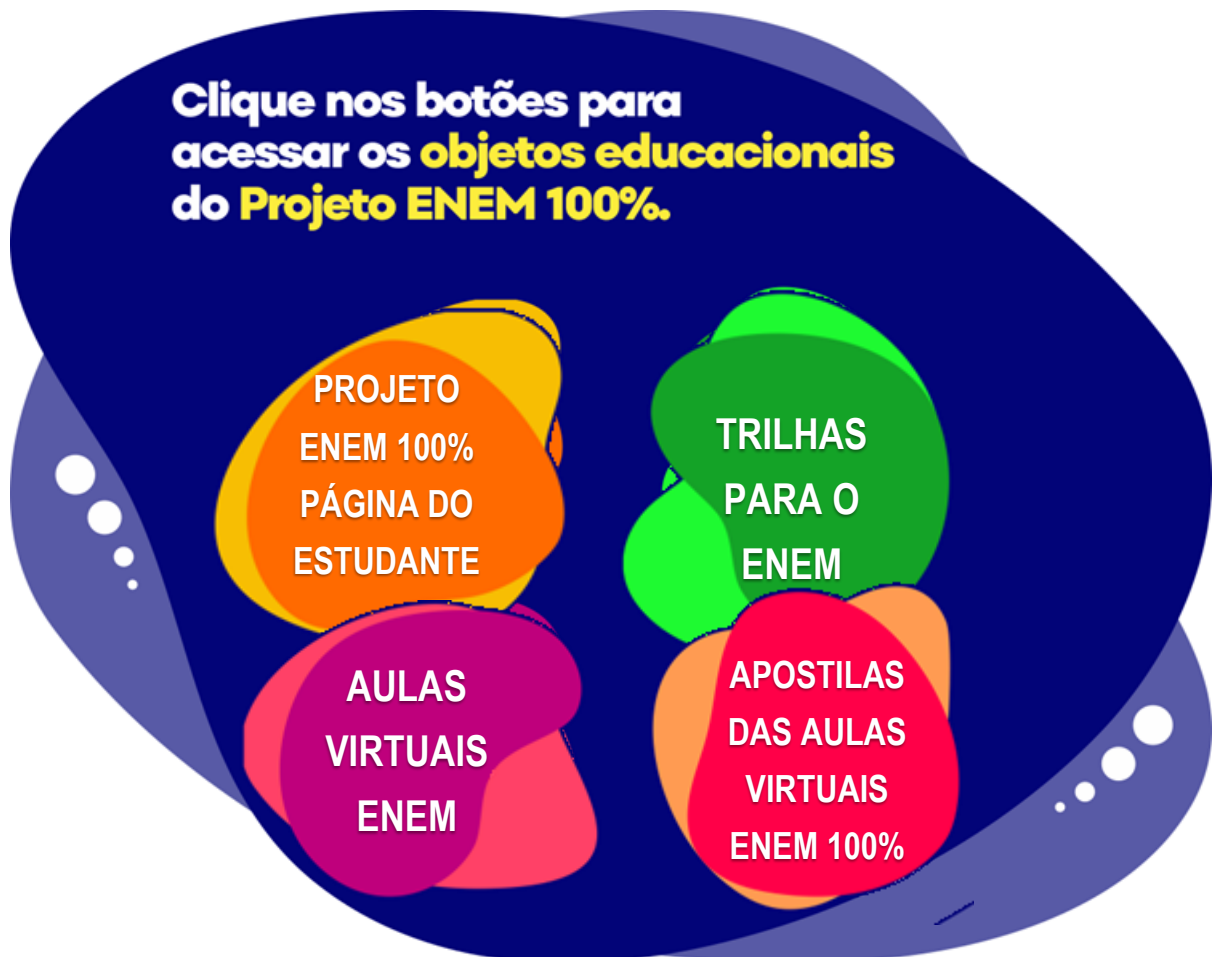 Clique nos botões para
acessar os objetos educacionais
do Projeto ENEM 100%.
PROJETO
ENEM 100%
PÁGINA DO
ESTUDANTE
TRILHAS
PARA O
ENEM
AULAS
VIRTUAIS
ENEM
APOSTILAS
DAS AULAS
VIRTUAIS
ENEM 100%